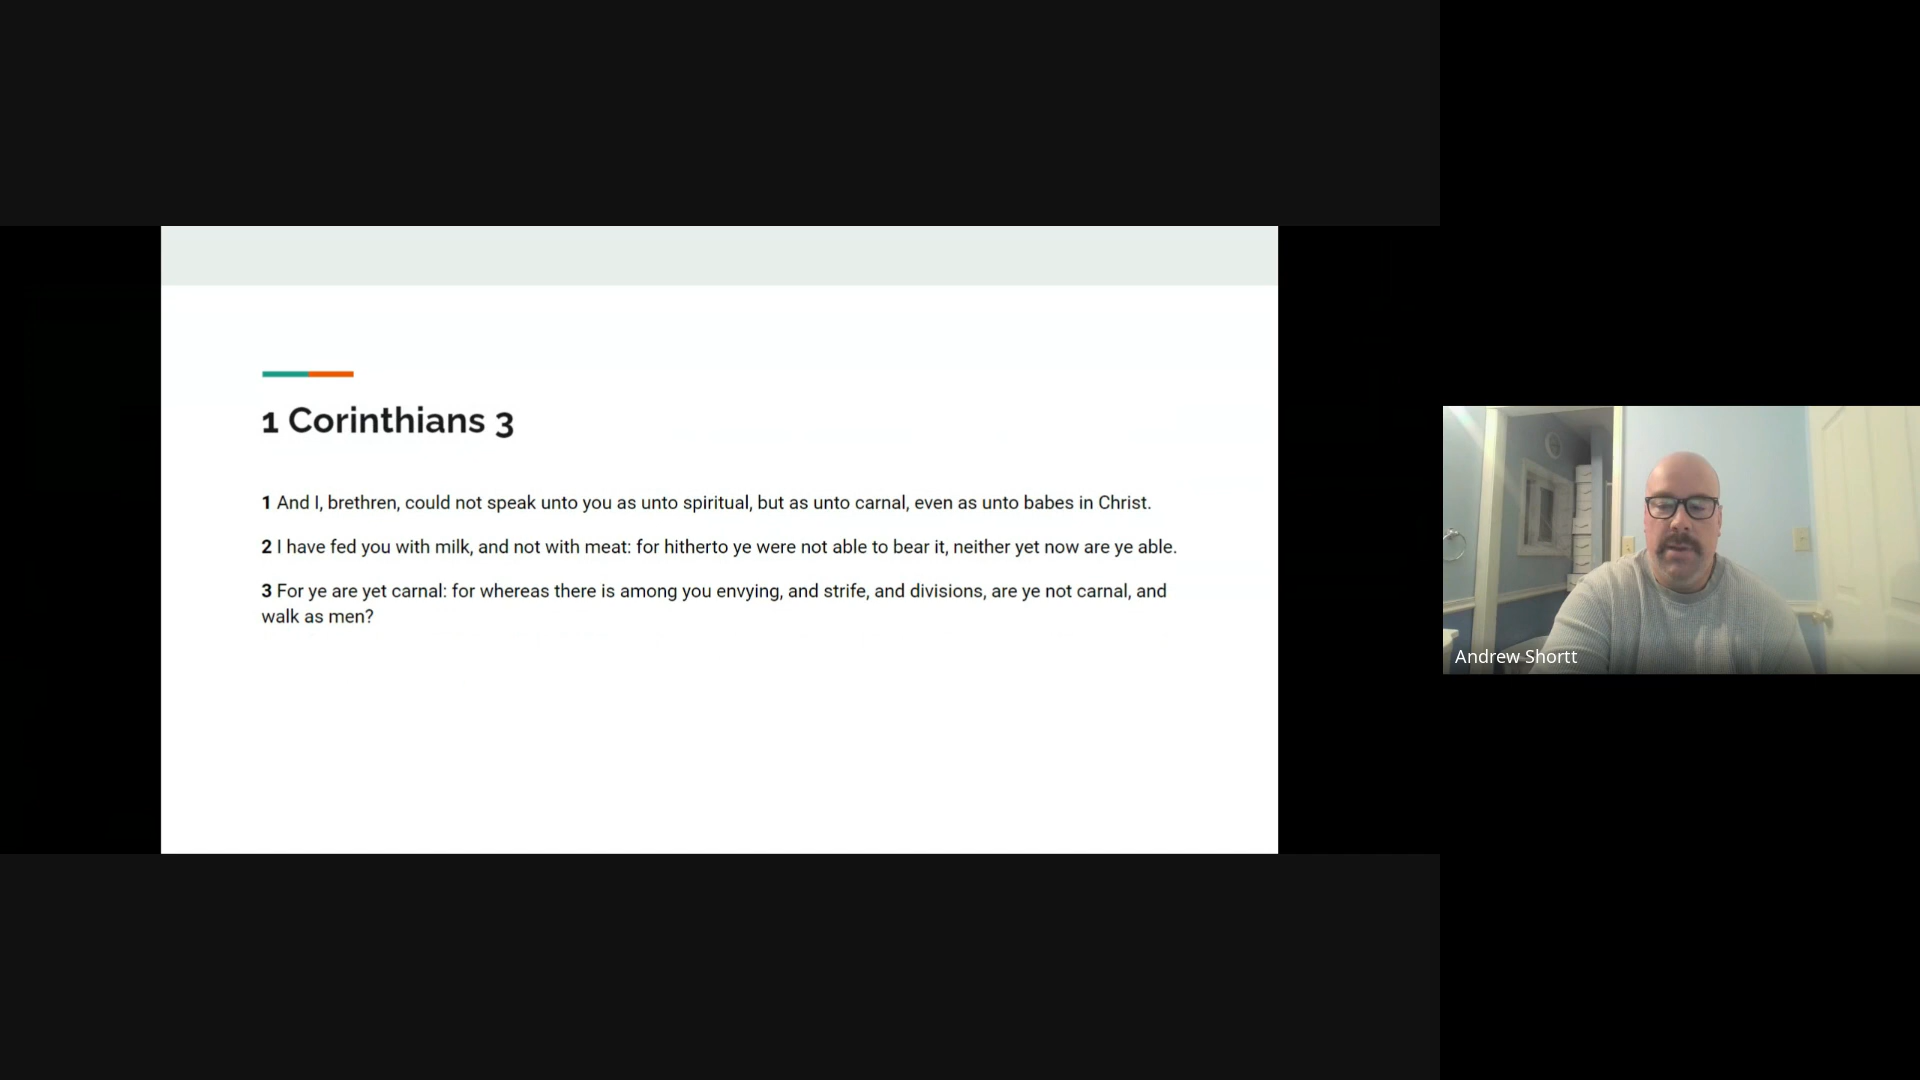 1 Corinthians 3
1 And I, brethren, could not speak unto you as unto spiritual, but as unto carnal, even as unto babes in Christ.
2 I have fed you with milk, and not with meat: for hitherto ye were not able to bear it, neither yet now are ye able.
3 For ye are yet carnal: for whereas there is among you envying, and strife, and divisions, are ye not carnal, and
walk as men?
Andrew Shortt